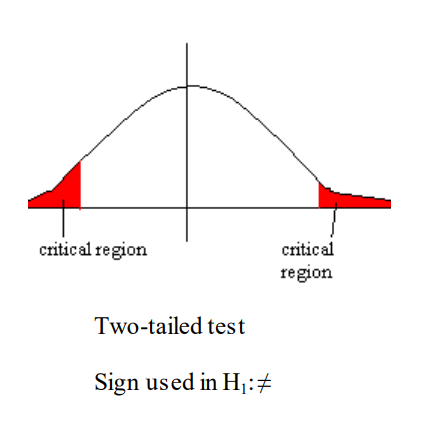 critical region
critical
region
Two-tailed test
Sign used in H₁:≠